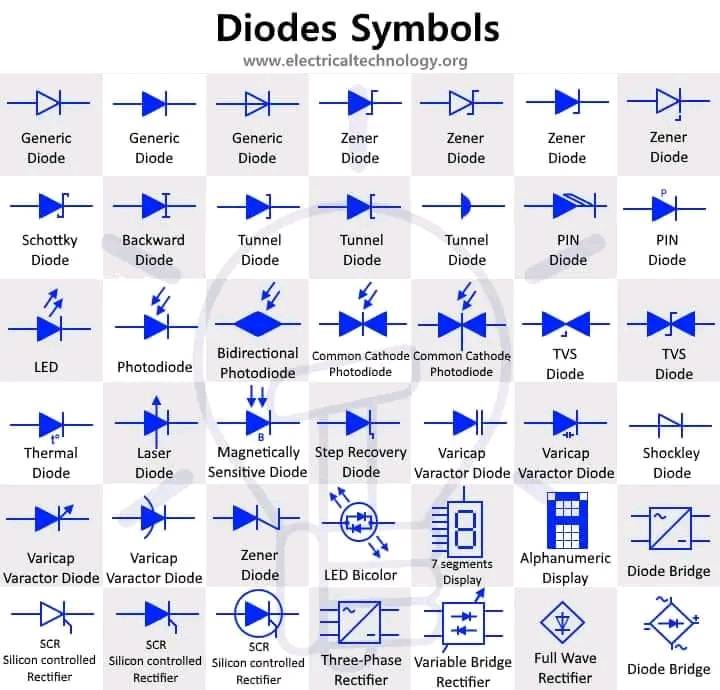 Diodes Symbols
www.electricaltechnology.org
Generic
Diode
Generic
Diode
Generic
Diode
Zener
Diode
Zener
Diode
Zener
Diode
Zener
Diode
Schottky
Diode
Backward
Diode
Tunnel
Diode
Tunnel
Diode
Tunnel
Diode
PIN
Diode
P
PIN
Diode
LED
Photodiode
Bidirectional
Photodiode
Common Cathode
Photodiode
Common Cathode
Photodiode
TVS
Diode
TVS
Diode
t°
Thermal
Diode
Laser
Diode
B
Magnetically
Sensitive Diode
Step Recovery
Diode
Varicap
Varactor Diode
Varicap
Varactor Diode
Shockley
Diode
Varicap
Varactor Diode
Varicap
Varactor Diode
Zener
Diode
LED Bicolor
8
7 segments
Display
Alphanumeric
Display
Diode Bridge
SCR
Silicon controlled
Rectifier
SCR
Silicon controlled
Rectifier
SCR
Silicon controlled
Rectifier
Three-Phase
Rectifier
Variable Bridge
Rectifier
Full Wave
Rectifier
Diode Bridge